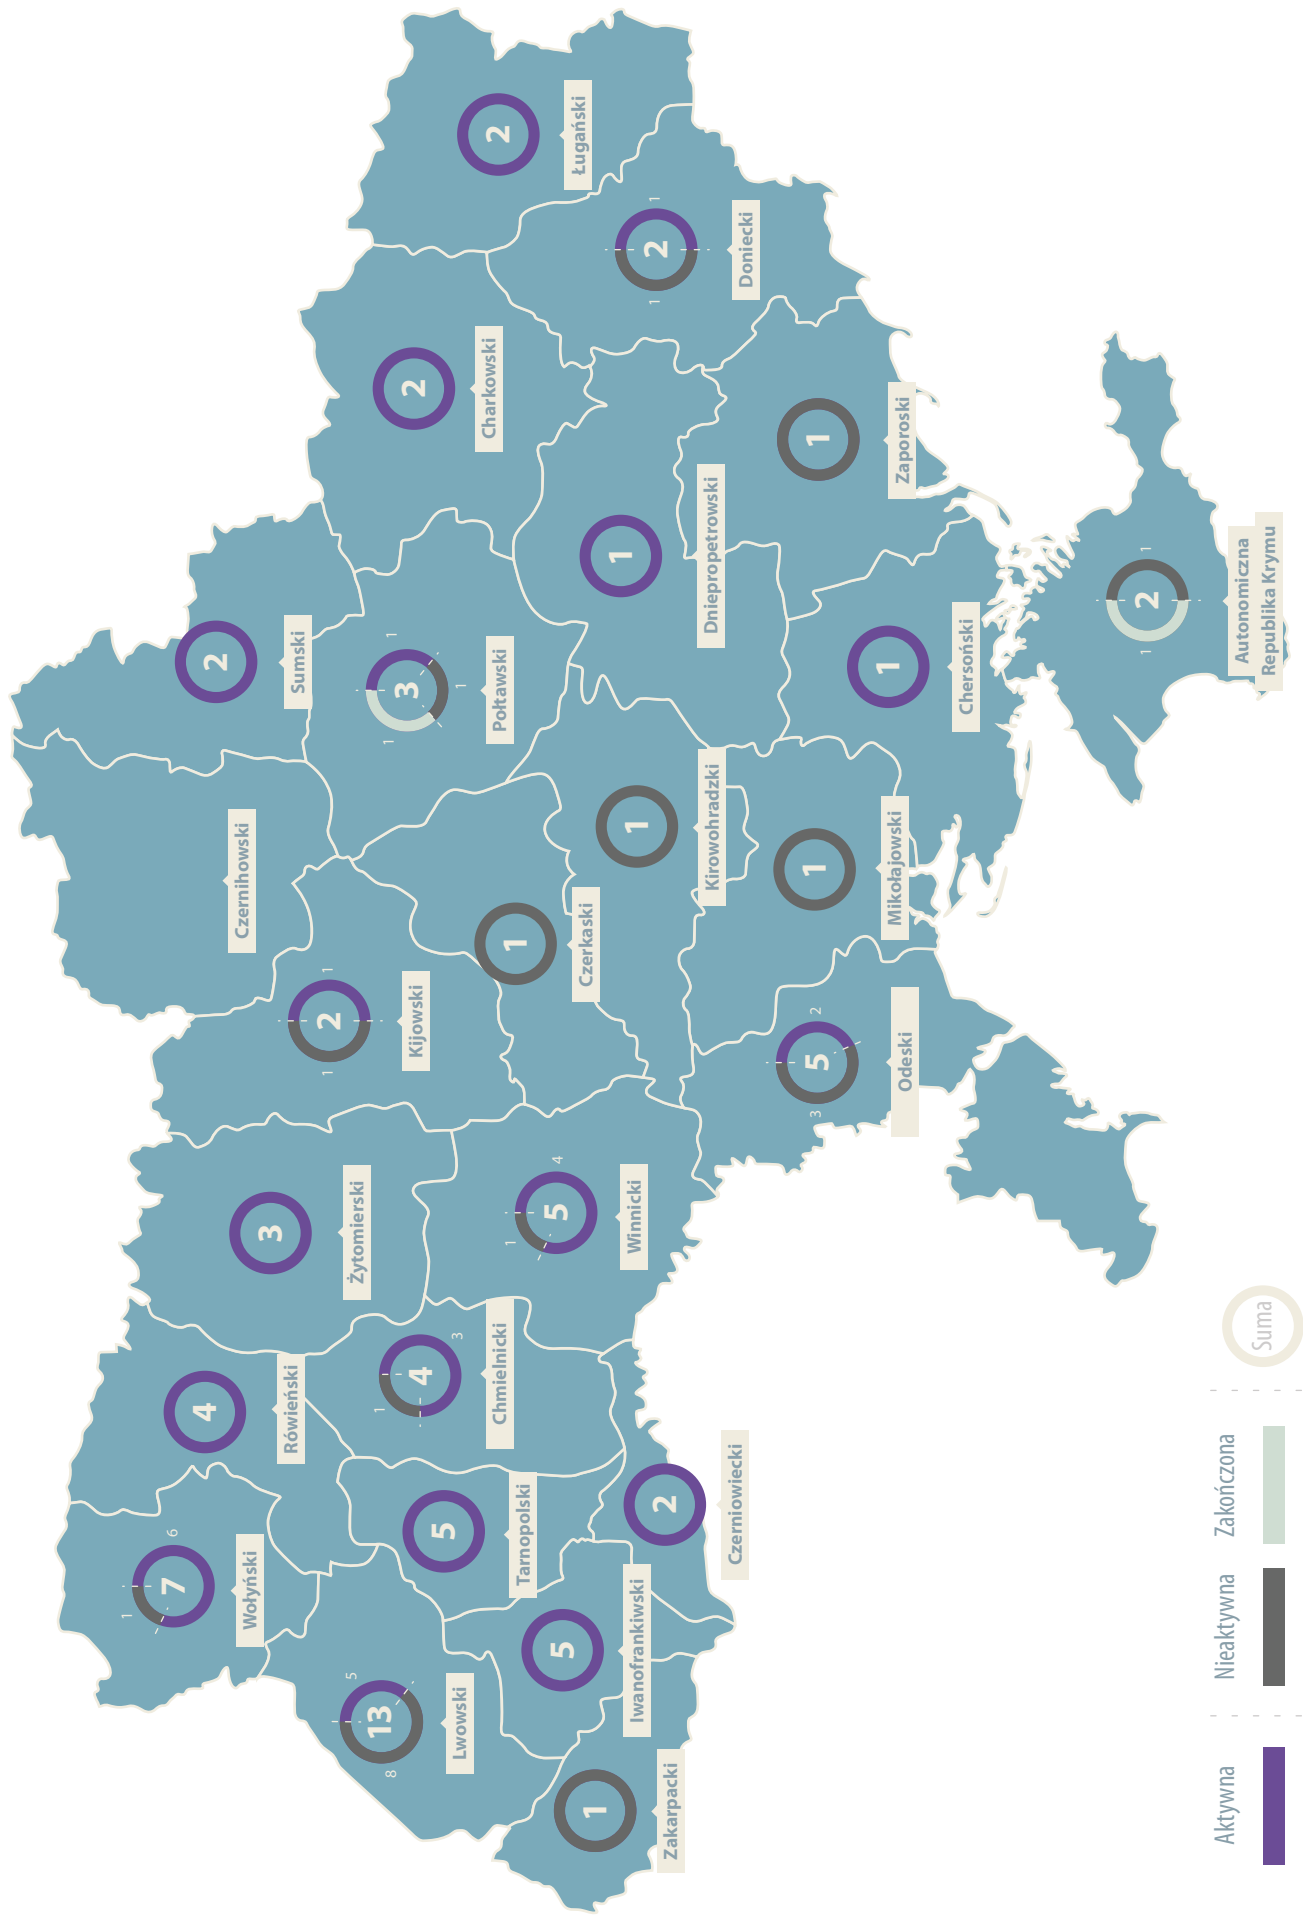 7
6
1
Wołyński
4
Rówieński
3
Żytomierski
2
1
1
Kijowski
Czernihowski
2
Sumski
13
5
8
Lwowski
5
Tarnopolski
4
3
1
Chmielnicki
5
4
1
Winnicki
1
Czerkaski
3
1
1
1
Połtawski
2
Charkowski
2
Ługański
1
Zakarpacki
5
Iwanofrankiwski
2
Czerniowiecki
1
Kirowohradzki
1
Dniepropetrowski
2
1
1
Doniecki
5
2
3
Odeski
1
Mikołajowski
1
Chersoński
1
Zaporoski
2
1
1
Autonomiczna
Republika Krymu
Aktywna
Nieaktywna
Zakończona
Suma